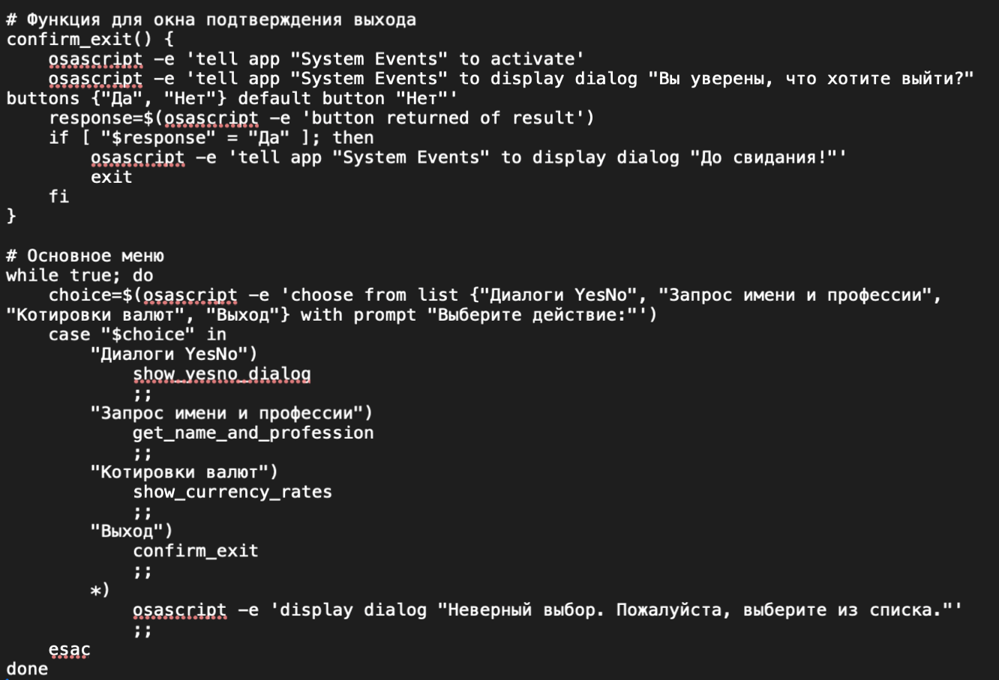 # Функция для окна подтверждения выхода
confirm_exit() {
    osascript -e 'tell app "System Events" to activate'
    osascript -e 'tell app "System Events" to display dialog "Вы уверены, что хотите выйти?"
buttons {"Да", "Нет"} default button "Нет"'
    response=$(osascript -e 'button returned of result')
    if [ "$response" = "Да" ]; then
        osascript -e 'tell app "System Events" to display dialog "До свидания!"'
        exit
    fi
}

# Основное меню
while true; do
    choice=$(osascript -e 'choose from list {"Диалоги YesNo", "Запрос имени и профессии",
"Котировки валют", "Выход"} with prompt "Выберите действие:"')
    case "$choice" in
        "Диалоги YesNo")
            show_yesno_dialog
            ;;
        "Запрос имени и профессии")
            get_name_and_profession
            ;;
        "Котировки валют")
            show_currency_rates
            ;;
        "Выход")
            confirm_exit
            ;;
        *)
            osascript -e 'display dialog "Неверный выбор. Пожалуйста, выберите из списка."'
            ;;
    esac
done